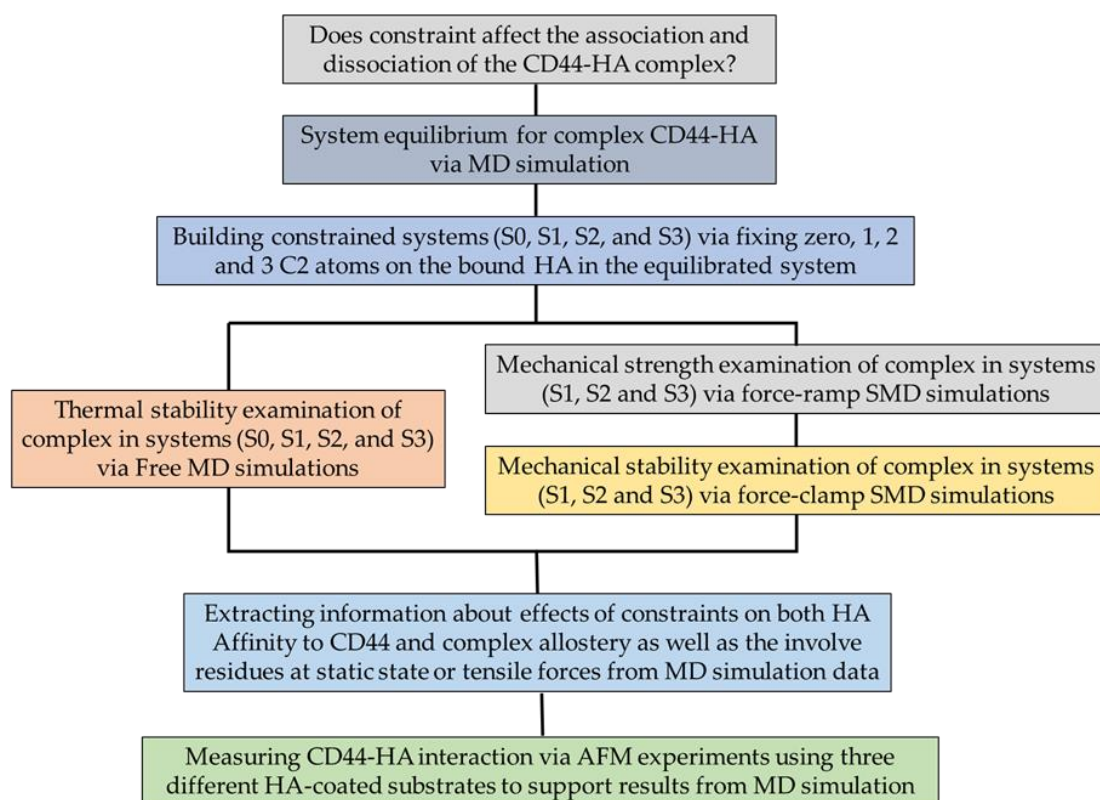 Does constraint affect the association and
dissociation of the CD44-HA complex?
System equilibrium for complex CD44-HA
via MD simulation
Building constrained systems (S0, S1, S2, and S3) via fixing zero, 1, 2
and 3 C2 atoms on the bound HA in the equilibrated system
Thermal stability examination of
complex in systems (S0, S1, S2, and S3)
via Free MD simulations
Mechanical strength examination of complex in systems
(S1, S2 and S3) via force-ramp SMD simulations
Mechanical stability examination of complex in systems
(S1, S2 and S3) via force-clamp SMD simulations
Extracting information about effects of constraints on both HA
Affinity to CD44 and complex allostery as well as the involve
residues at static state or tensile forces from MD simulation data
Measuring CD44-HA interaction via AFM experiments using three
different HA-coated substrates to support results from MD simulation